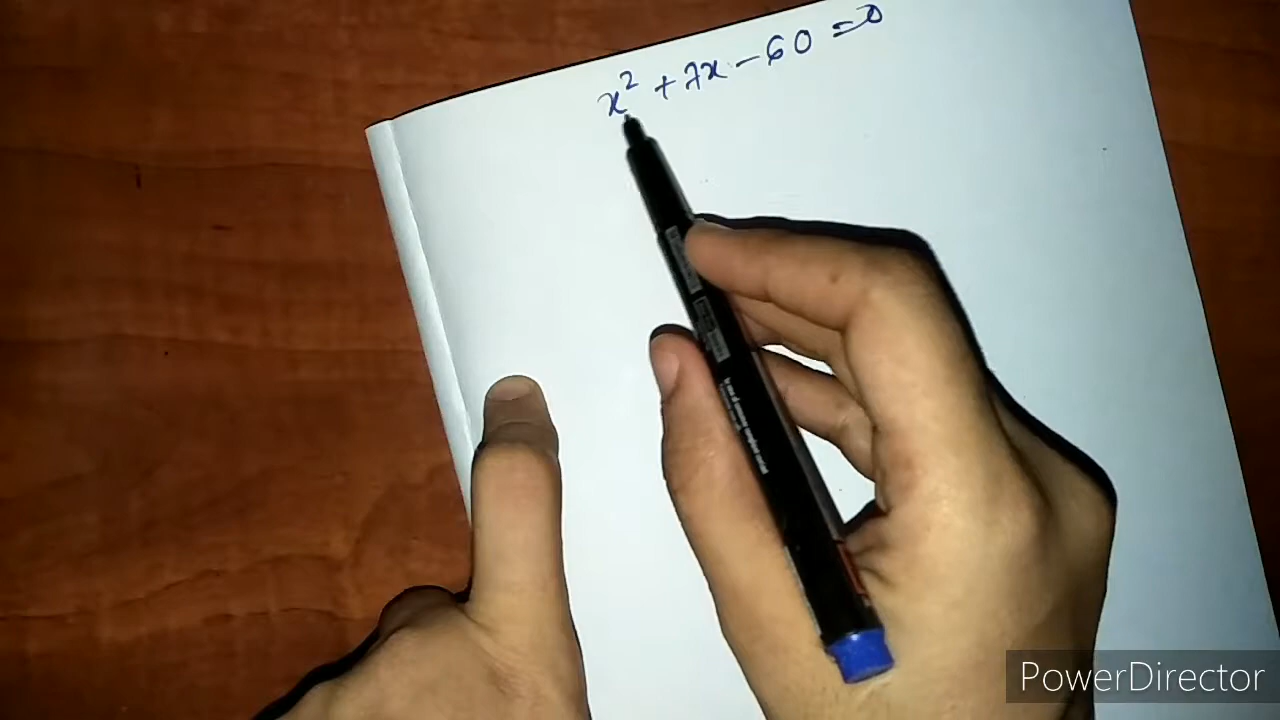 x² + 7x - 60 = 0
PowerDirector